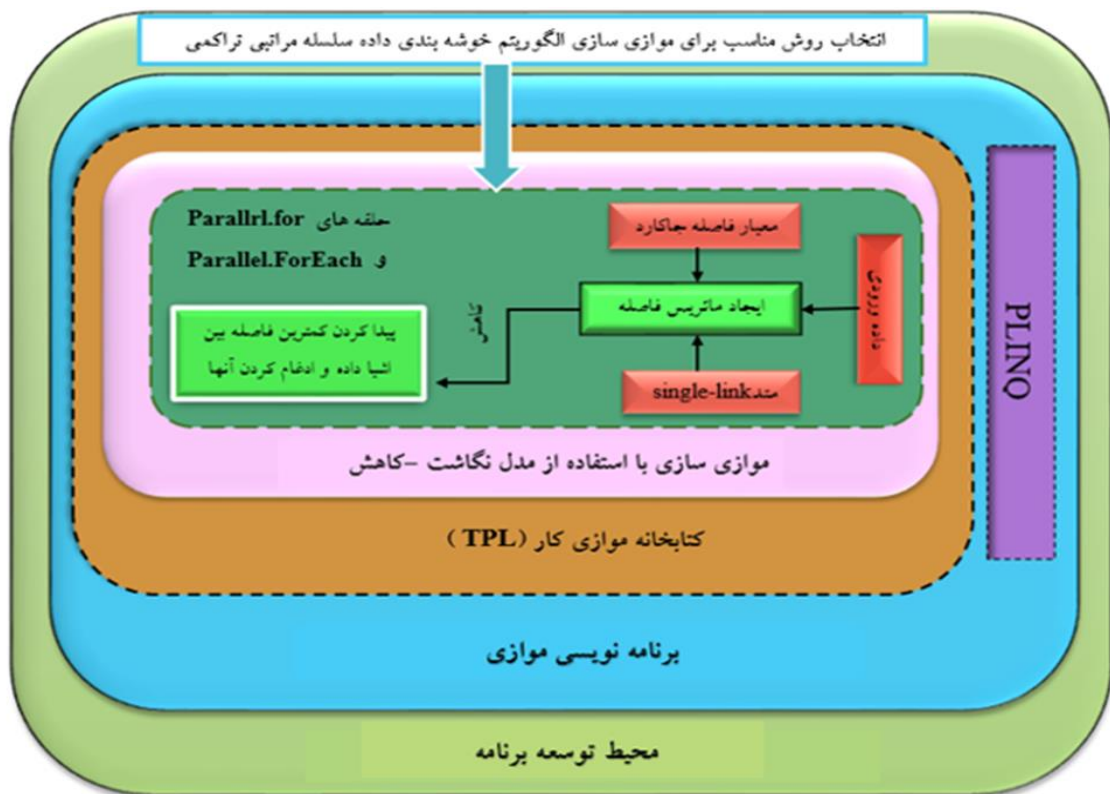 انتخاب روش مناسب برای موازی سازی الگوریتم خوشه بندی داده سلسله مراتبی تراکمی
حلقه های Parallrl.for
و Parallel.ForEach
معیار فاصله جاکارد
داده ورودی
ایجاد ماتریس فاصله
متدsingle-link
کاهش
پیدا کردن کمترین فاصله بین
اشیا داده و ادغام کردن آنها
موازی سازی با استفاده از مدل نگاشت –کاهش
کتابخانه موازی کار (TPL )
PLINQ
برنامه نویسی موازی
محیط توسعه برنامه